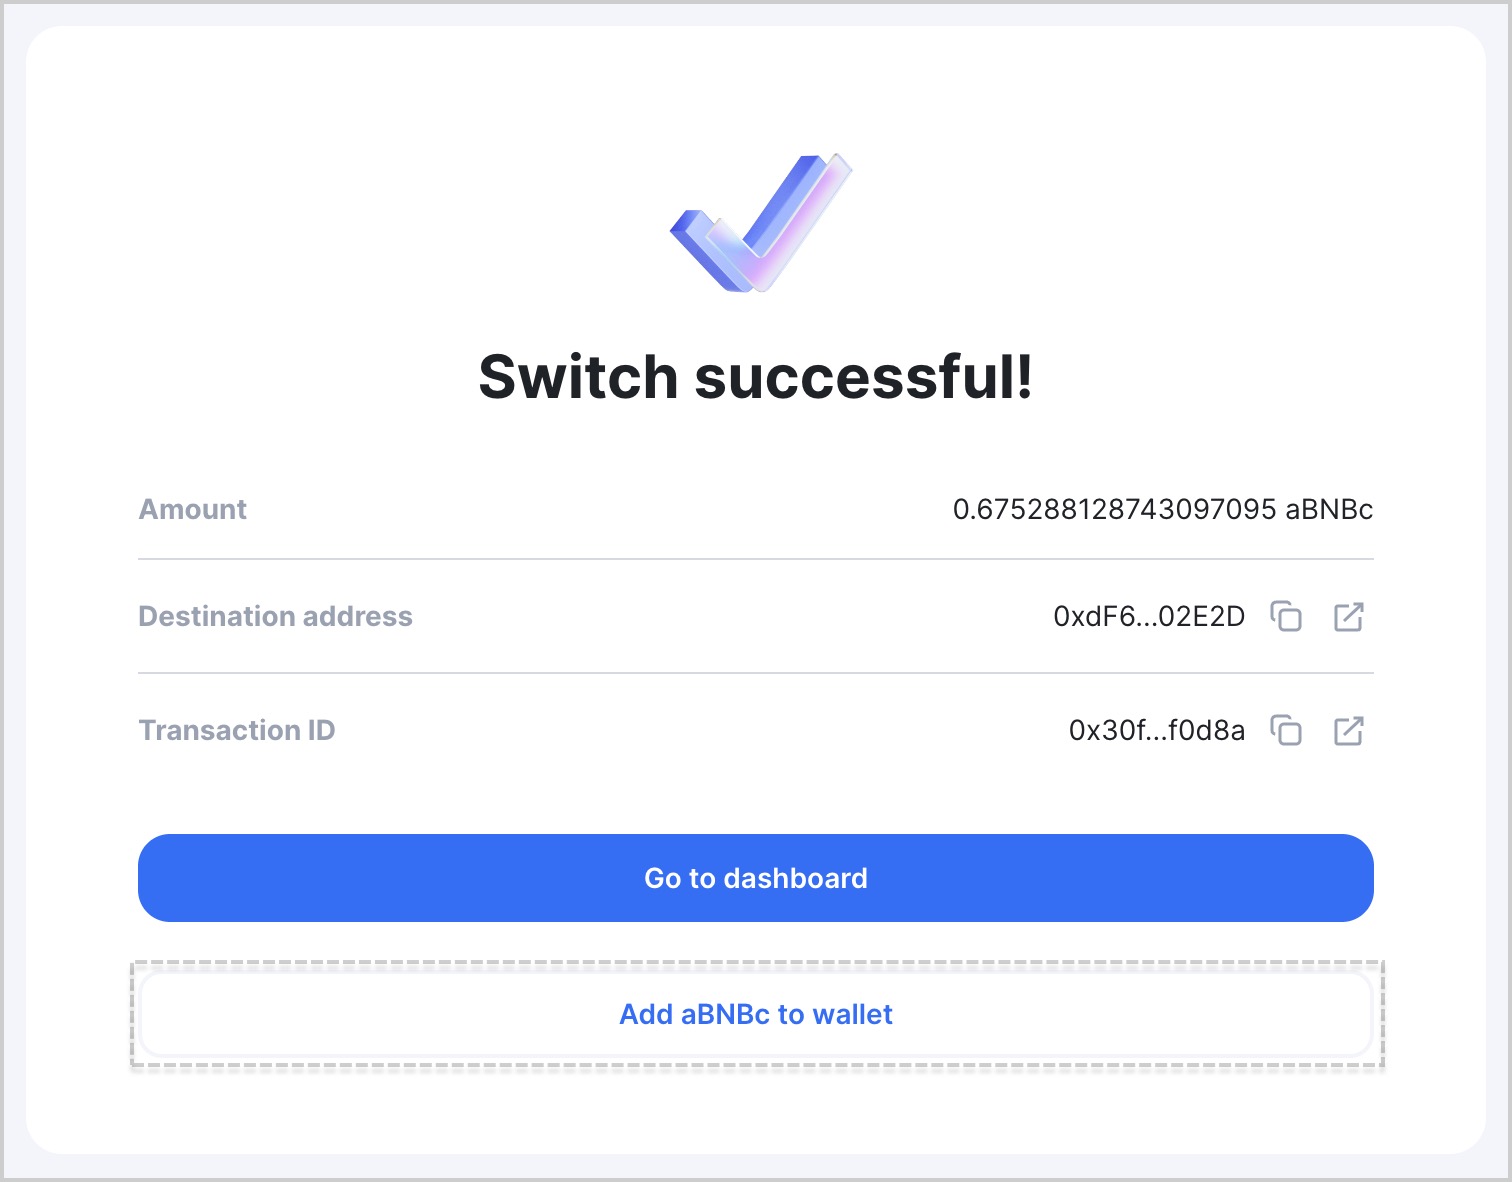 Switch successful!
Amount 0.675288128743097095 aBNBc
Destination address 0xdF6...02E2D
Transaction ID 0x30f...f0d8a
Go to dashboard
Add aBNBc to wallet